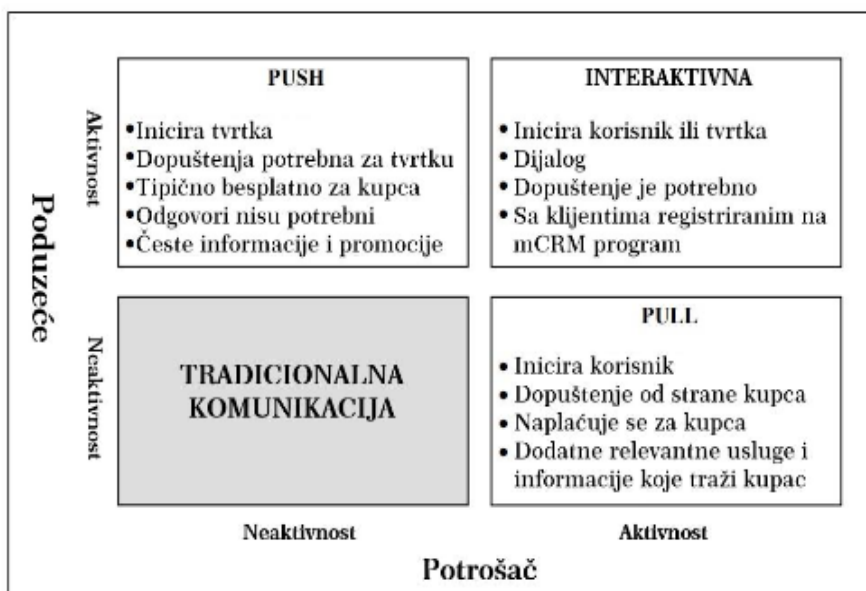 PUSH
•Inicira tvrtka
•Dopuštenja potrebna za tvrtku
•Tipično besplatno za kupca
•Odgovori nisu potrebni
•Česte informacije i promocije
INTERAKTIVNA
•Inicira korisnik ili tvrtka
•Dijalog
•Dopuštenje je potrebno
•Sa klijentima registriranim na
mCRM program
Aktivnost
Poduzeće
Neaktivnost
TRADICIONALNA
KOMUNIKACIJA
PULL
• Inicira korisnik
• Dopuštenje od strane kupca
• Naplaćuje se za kupca
• Dodatne relevantne usluge i
informacije koje traži kupac
Neaktivnost
Aktivnost
Potrošač